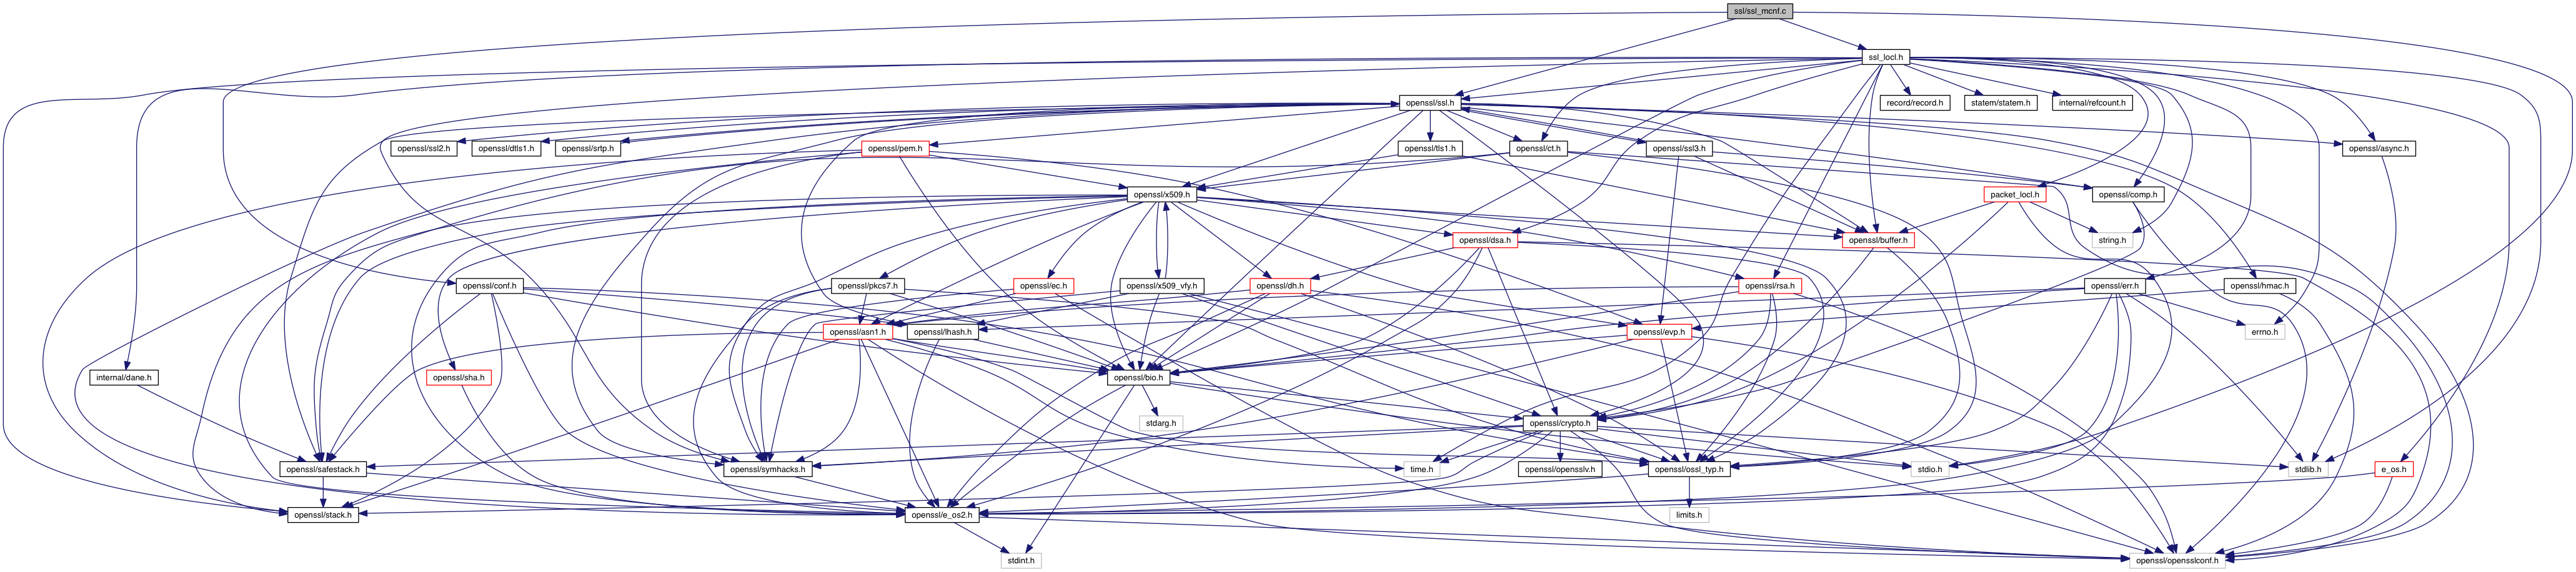 ssl/ssl_mcnf.c
ssl_locl.h
openssl/ssl.h
record/record.h
statem/statem.h
internal/refcount.h
openssl/ssl2.h
openssl/dtls1.h
openssl/srtp.h
openssl/pem.h
openssl/tls1.h
openssl/ct.h
openssl/ssl3.h
openssl/async.h
openssl/x509.h
packet_locl.h
openssl/comp.h
openssl/dsa.h
openssl/buffer.h
string.h
openssl/conf.h
openssl/pkcs7.h
openssl/ec.h
openssl/x509_vfy.h
openssl/dh.h
openssl/rsa.h
openssl/err.h
openssl/hmac.h
openssl/asn1.h
openssl/lhash.h
openssl/evp.h
errno.h
internal/dane.h
openssl/sha.h
openssl/bio.h
stdarg.h
openssl/crypto.h
openssl/safestack.h
openssl/symhacks.h
time.h
openssl/opensslv.h
openssl/ossl_typ.h
stdio.h
stdlib.h
e_os.h
openssl/stack.h
openssl/e_os2.h
limits.h
stdint.h
openssl/opensslconf.h